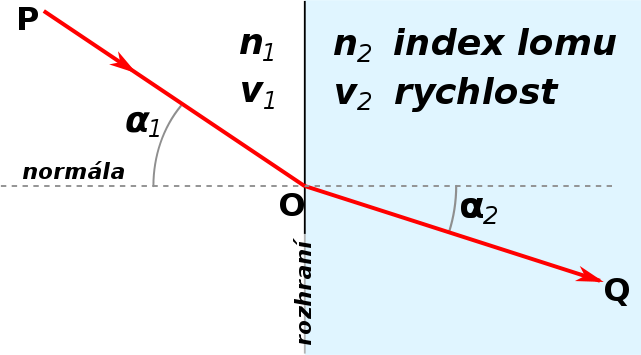 P
n1 n2 index lomu
v1 v2 rychlost
α1
normála
O
α2
rozhraní
Q